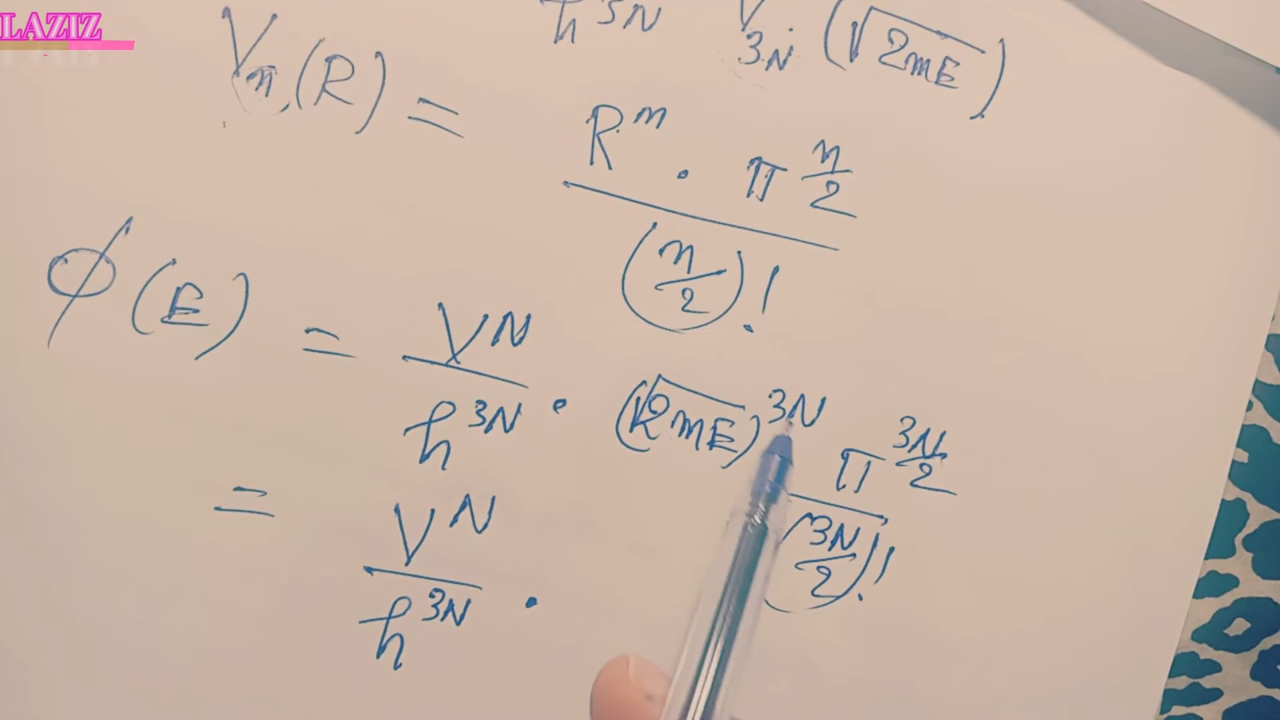 LAZIZ
ħ^3N V_3N (√2mE)
V_n (R) = R^n · π^(n/2) / (n/2)!
ϕ(E) = V^N / ħ^3N · (√2mE)^3N π^(3N/2) / (3N/2)!
= V^N / ħ^3N ·